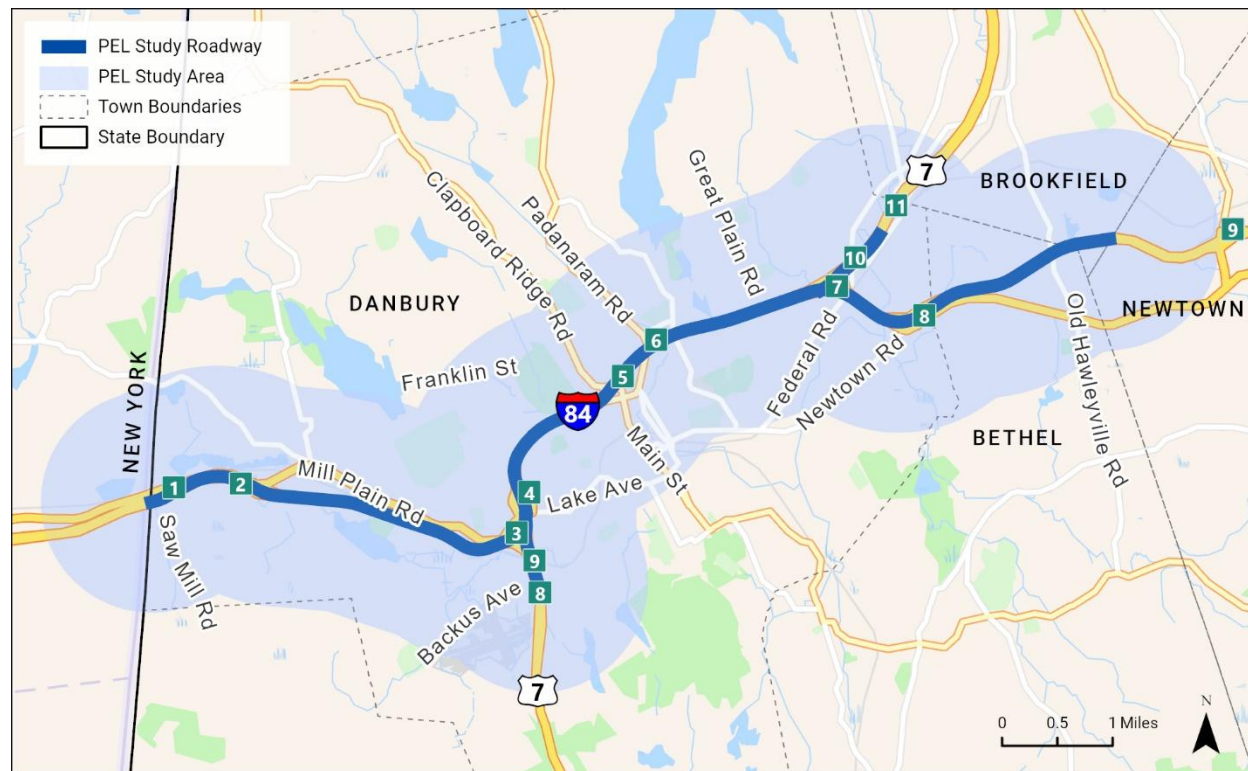 PEL Study Roadway
PEL Study Area
Town Boundaries
State Boundary
7
BROOKFIELD
11
9
Great Plain Rd
Padanaram Rd
Clapboard Ridge Rd
10
7
DANBURY
8
NEWTOWN
Old Hawleyville Rd
6
Federal Rd
Newtown Rd
Franklin St
5
84
NEW YORK
BETHEL
Main St
1
2
Mill Plain Rd
4
Lake Ave
3
Saw Mill Rd
9
8
Backus Ave
7
N
0 0.5 1 Miles